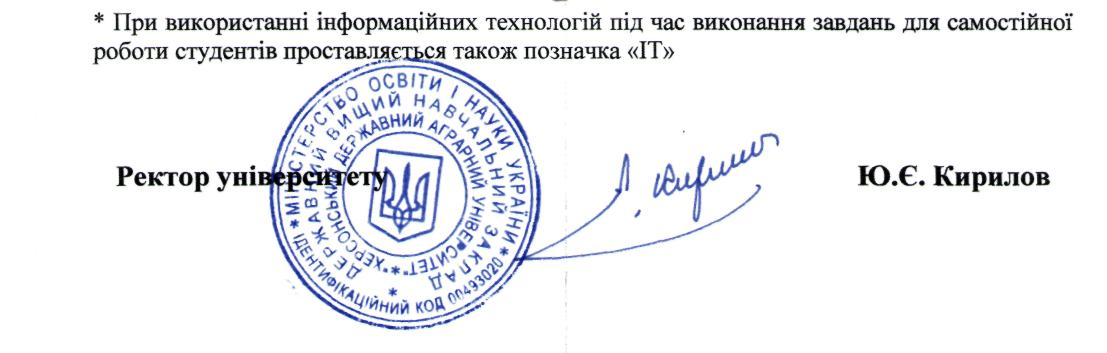 * При використанні інформаційних технологій під час виконання завдань для самостійної
роботи студентів проставляється також позначка «ІТ»
Ректор університету
Ю.Є. Кирилов
* МІНІСТЕРСТВО ОСВІТИ І НАУКИ УКРАЇНИ *
ІДЕНТИФІКАЦІЙНИЙ КОД 00493020
* ДЕРЖАВНИЙ ВИЩИЙ НАВЧАЛЬНИЙ ЗАКЛАД
* "ХЕРСОНСЬКИЙ ДЕРЖАВНИЙ АГРАРНИЙ УНІВЕРСИТЕТ"